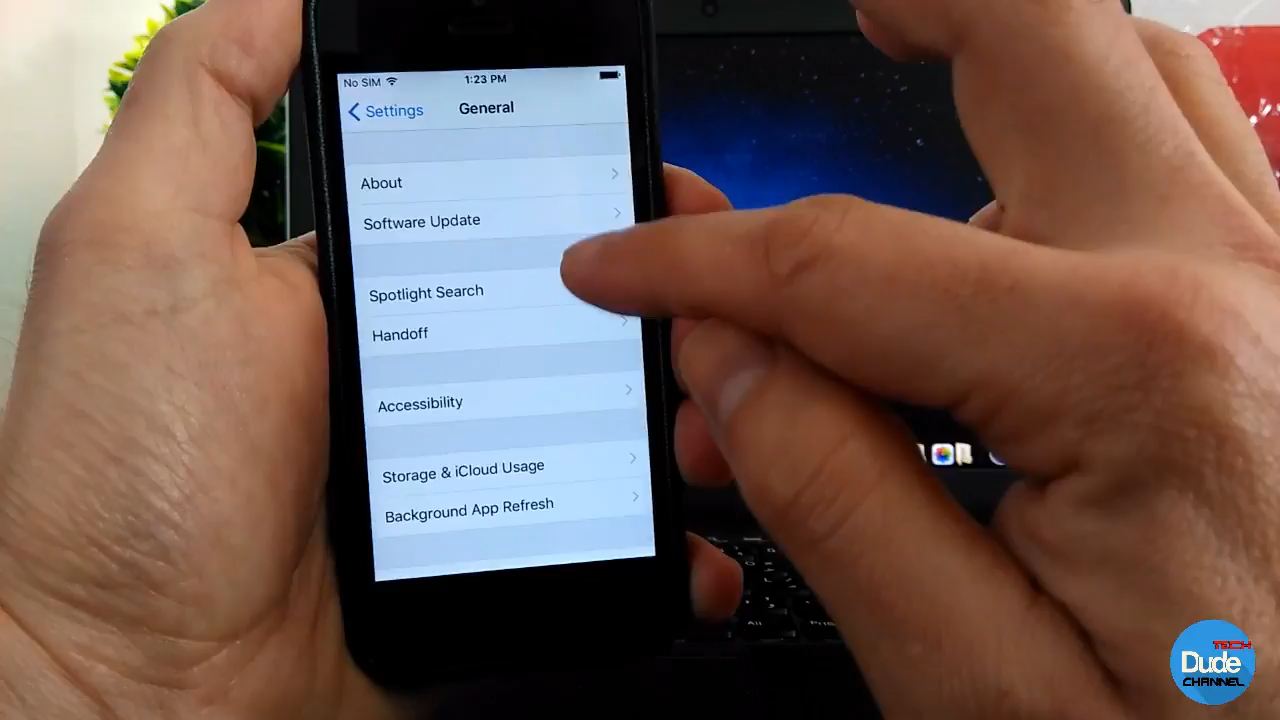 No SIM 1:23 PM
Settings General
About
Software Update
Spotlight Search
Handoff
Accessibility
Storage & iCloud Usage
Background App Refresh
Alt
TECH
Dude
CHANNEL